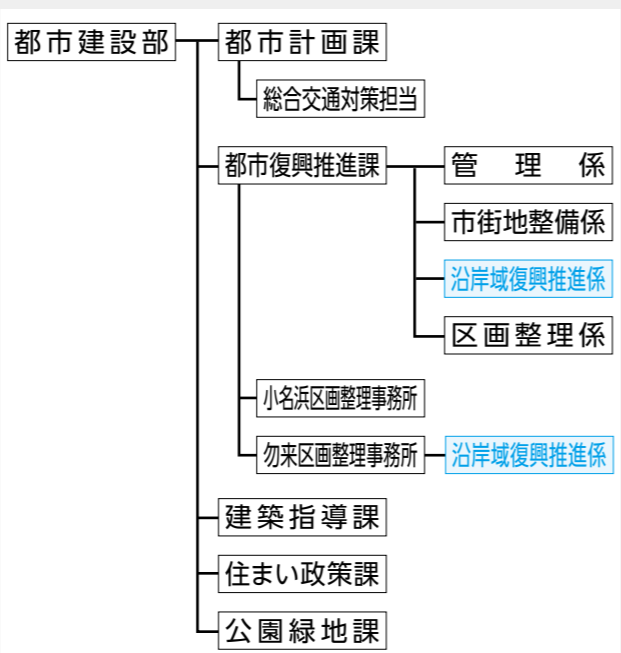 都市建設部
都市計画課
総合交通対策担当
都市復興推進課
管理係
市街地整備係
沿岸域復興推進係
区画整理係
小名浜区画整理事務所
勿来区画整理事務所
沿岸域復興推進係
建築指導課
住まい政策課
公園緑地課